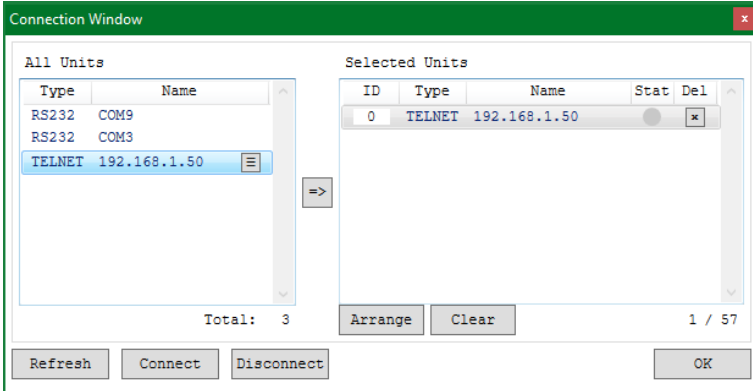 Connection Window x
All Units
Type Name
RS232 COM9
RS232 COM3
TELNET 192.168.1.50
Total: 3
=>
Selected Units
ID Type Name Stat Del
0 TELNET 192.168.1.50 x
Arrange Clear 1 / 57
Refresh Connect Disconnect OK